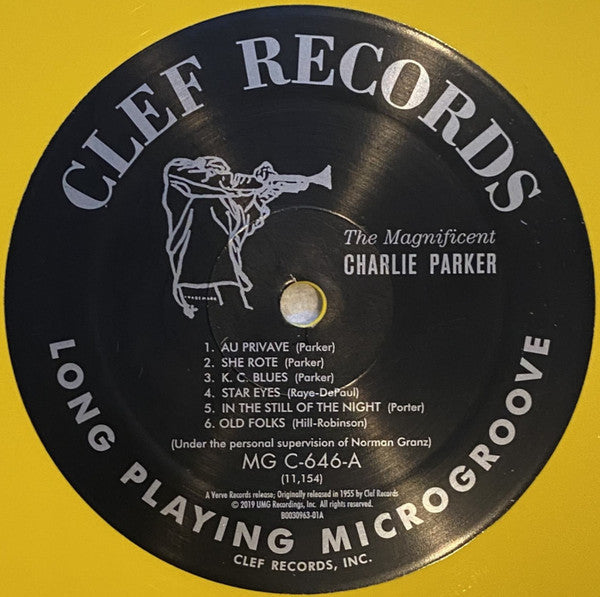 CLEF RECORDS
TRADEMARK
The Magnificent
CHARLIE PARKER
1. AU PRIVAVE (Parker)
2. SHE ROTE (Parker)
3. K. C. BLUES (Parker)
4. STAR EYES (Raye-DePaul)
5. IN THE STILL OF THE NIGHT (Porter)
6. OLD FOLKS (Hill-Robinson)
(Under the personal supervision of Norman Granz)
MG C-646-A
(11,154)
A Verve Records release; Originally released in 1955 by Clef Records
© 2019 UMG Recordings, Inc. All rights reserved.
B0030963-01A
LONG PLAYING MICROGROOVE
CLEF RECORDS, INC.